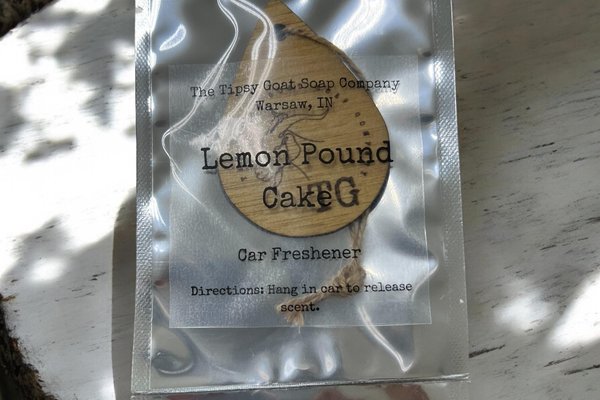 The Tipsy Goat Soap Company
Warsaw, IN
Lemon Pound
Cake
TG
Car Freshener
Directions: Hang in car to release
scent.